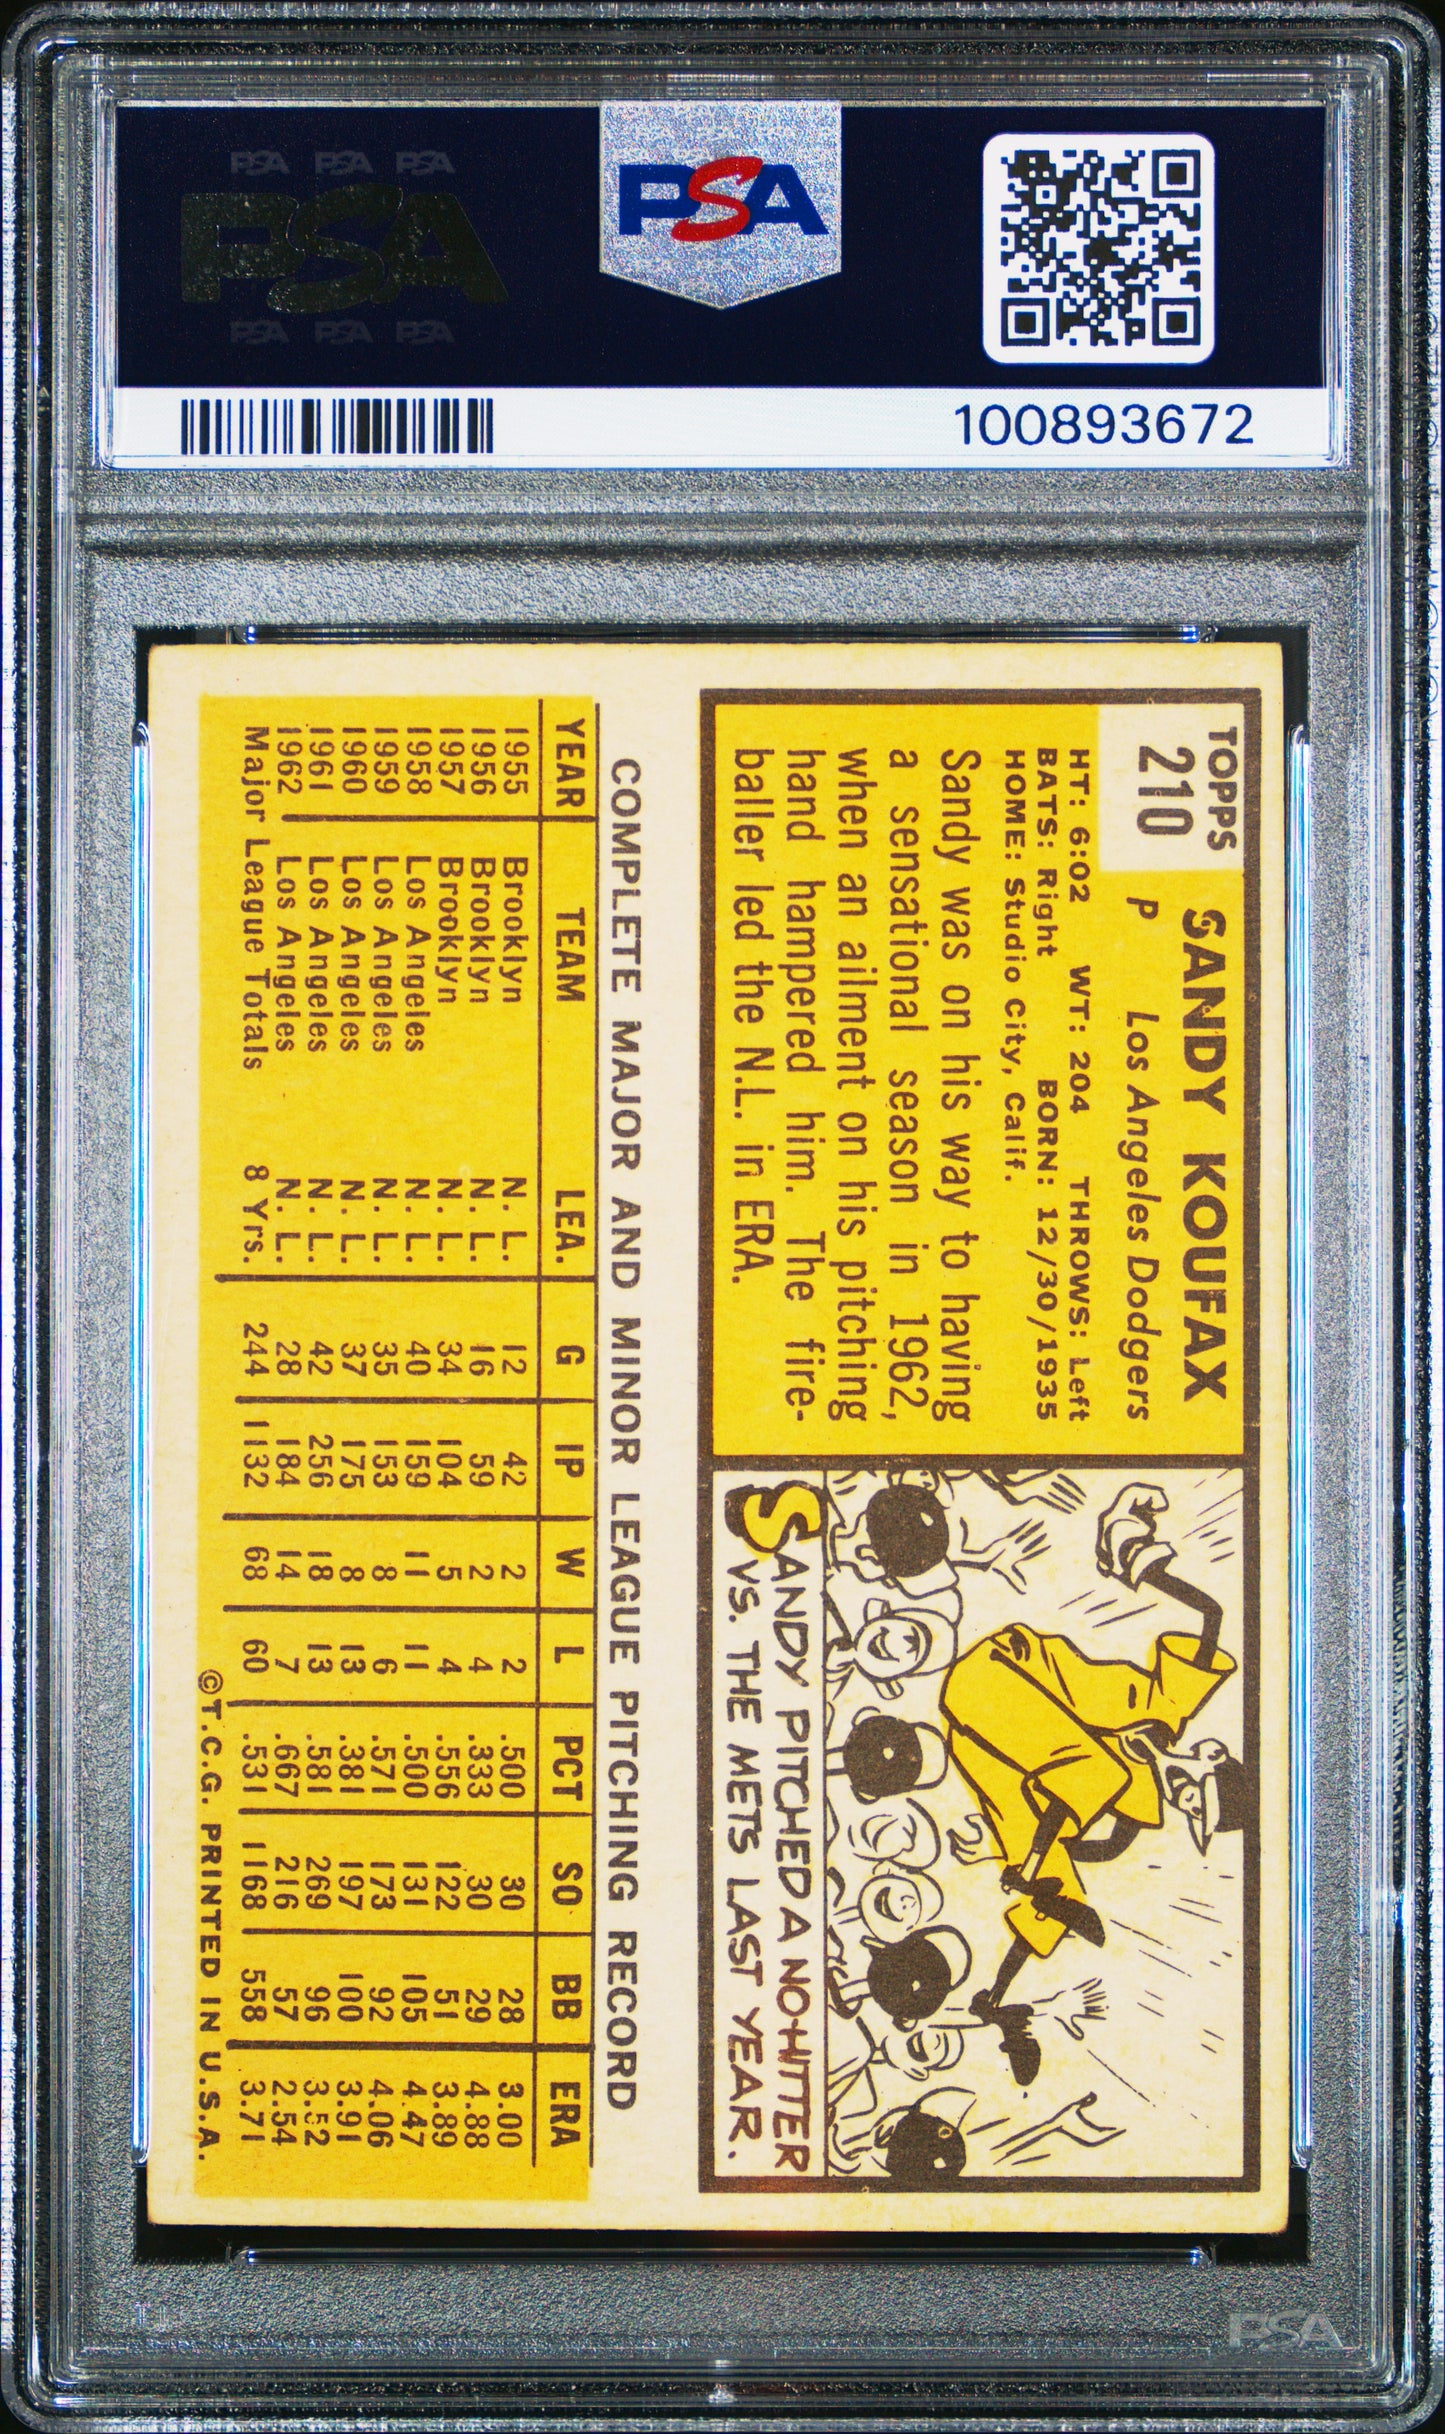 PSA PSA PSA
PSA
PSA PSA PSA
PSA
100893672
TOPPS
210
SANDY KOUFAX
P Los Angeles Dodgers
HT: 6:02 WT: 204 THROWS: Left
BATS: Right BORN: 12/30/1935
HOME: Studio City, Calif.
Sandy was on his way to having
a sensational season in 1962,
when an ailment on his pitching
hand hampered him. The fire-
baller led the N.L. in ERA.
SANDY PITCHED A NO-HITTER
VS. THE METS LAST YEAR.
COMPLETE MAJOR AND MINOR LEAGUE PITCHING RECORD
YEAR TEAM LEA. G IP W L PCT SO BB ERA
1955 Brooklyn N. L. 12 42 2 2 .500 30 28 3.00
1956 Brooklyn N. L. 16 59 2 4 .333 30 29 4.88
1957 Brooklyn N. L. 34 104 5 4 .556 122 51 3.89
1958 Los Angeles N. L. 40 159 11 11 .500 131 105 4.47
1959 Los Angeles N. L. 35 153 8 6 .571 173 92 4.06
1960 Los Angeles N. L. 37 175 8 13 .381 197 100 3.91
1961 Los Angeles N. L. 42 256 18 13 .581 269 96 3.52
1962 Los Angeles N. L. 28 184 14 7 .667 216 57 2.54
Major League Totals 8 Yrs. 244 1132 68 60 .531 1168 558 3.71
©T.C.G. PRINTED IN U.S.A.
PSA